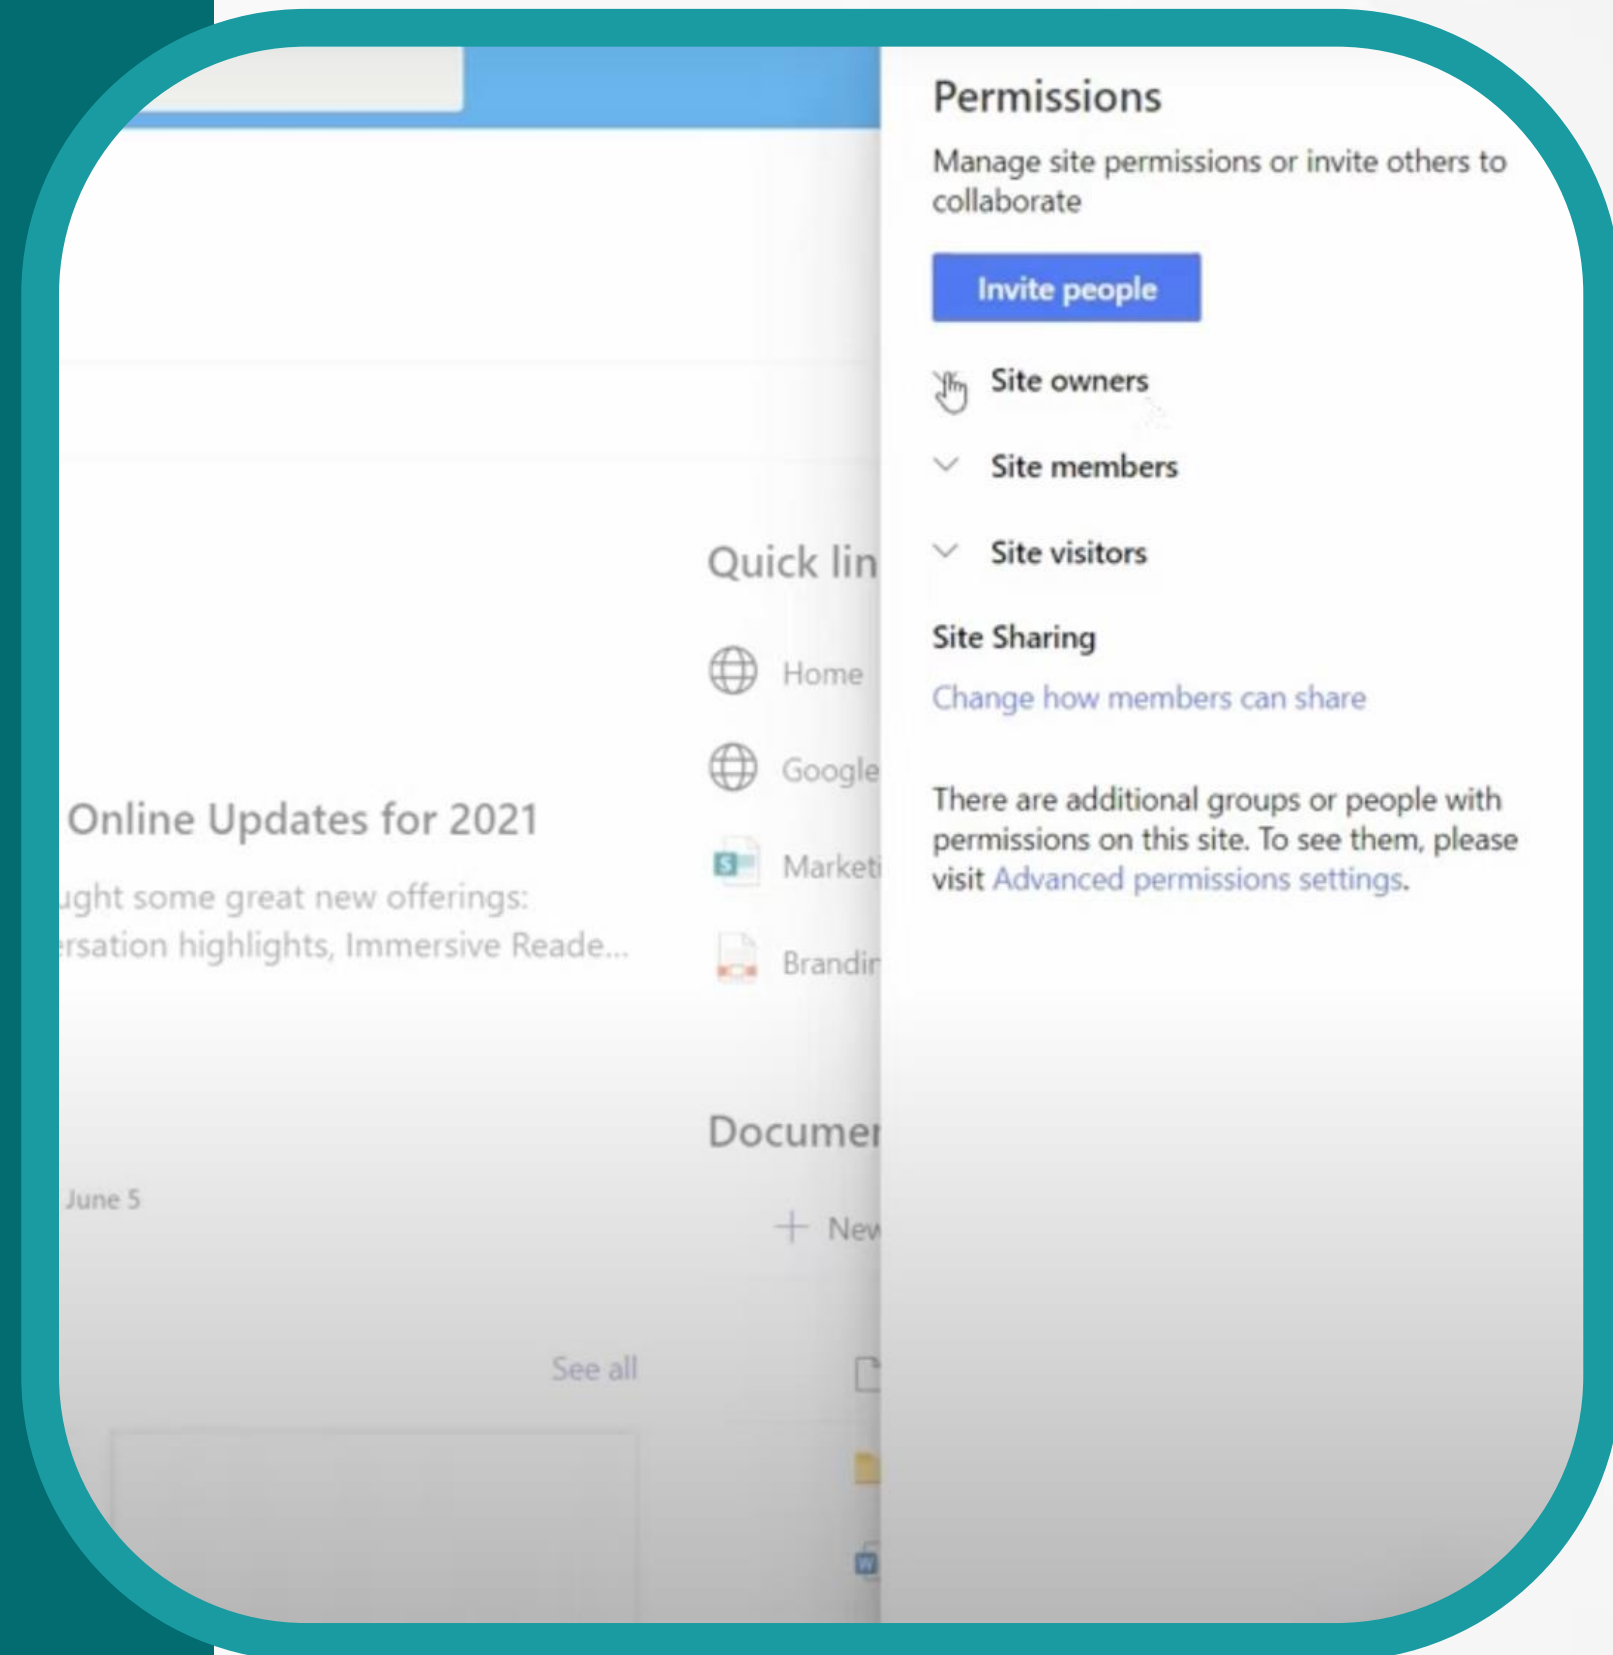 Permissions
Manage site permissions or invite others to
collaborate
Invite people
Site owners
Site members
Site visitors
Site Sharing
Change how members can share
There are additional groups or people with
permissions on this site. To see them, please
visit Advanced permissions settings.
Quick lin
Home
Google
Marketi
Brandin
Online Updates for 2021
ught some great new offerings:
ersation highlights, Immersive Reade...
Documen
June 5
New
See all